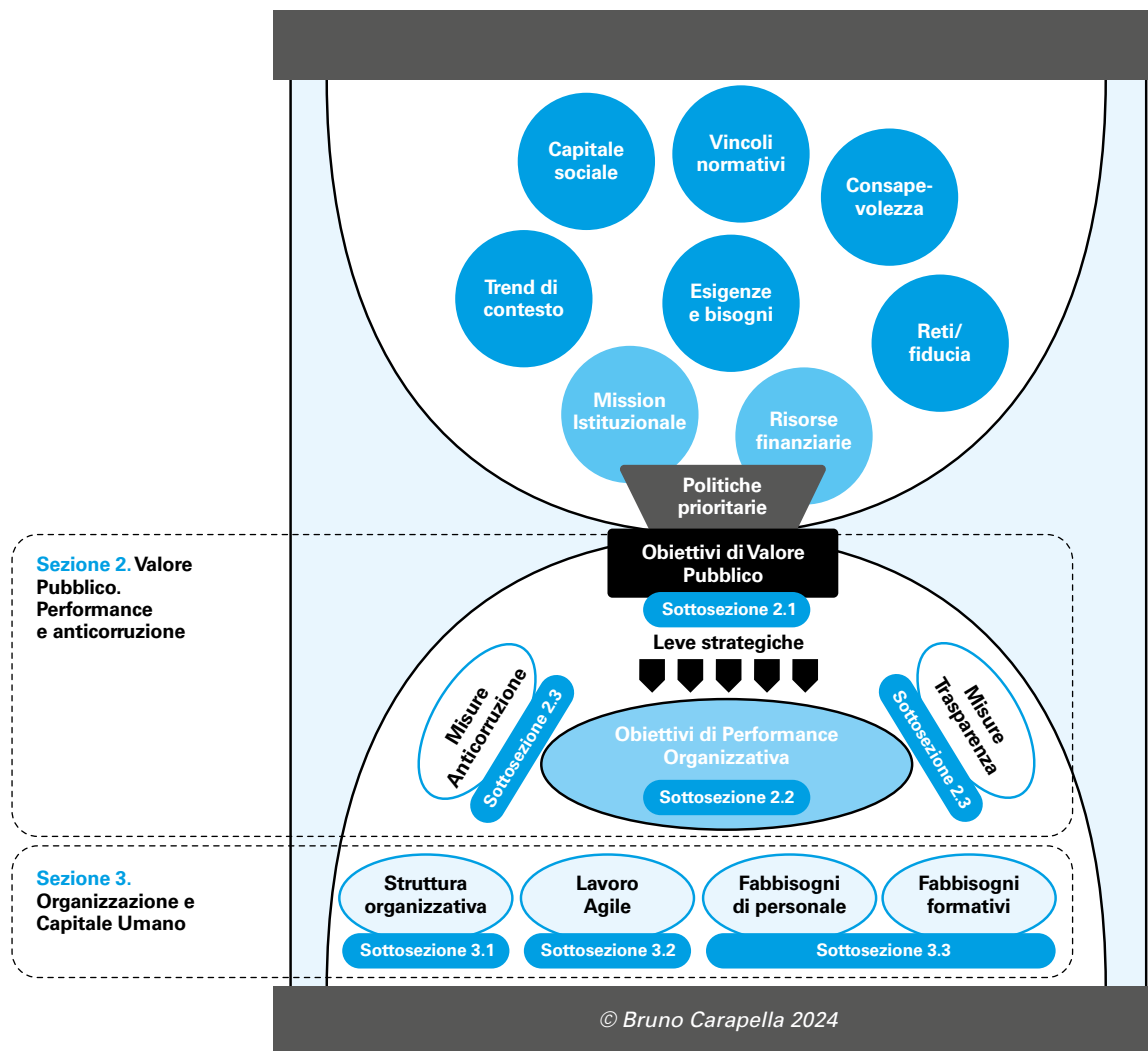 Capitale
sociale
Vincoli
normativi
Consape-
volezza
Trend di
contesto
Esigenze
e bisogni
Reti/
fiducia
Mission
Istituzionale
Risorse
finanziarie
Politiche
prioritarie
Sezione 2. Valore
Pubblico.
Performance
e anticorruzione
Obiettivi di Valore
Pubblico
Sottosezione 2.1
Leve strategiche
Misure
Anticorruzione
Sottosezione 2.3
Obiettivi di Performance
Organizzativa
Sottosezione 2.2
Misure
Trasparenza
Sottosezione 2.3
Sezione 3.
Organizzazione e
Capitale Umano
Struttura
organizzativa
Sottosezione 3.1
Lavoro
Agile
Sottosezione 3.2
Fabbisogni
di personale
Fabbisogni
formativi
Sottosezione 3.3
© Bruno Carapella 2024